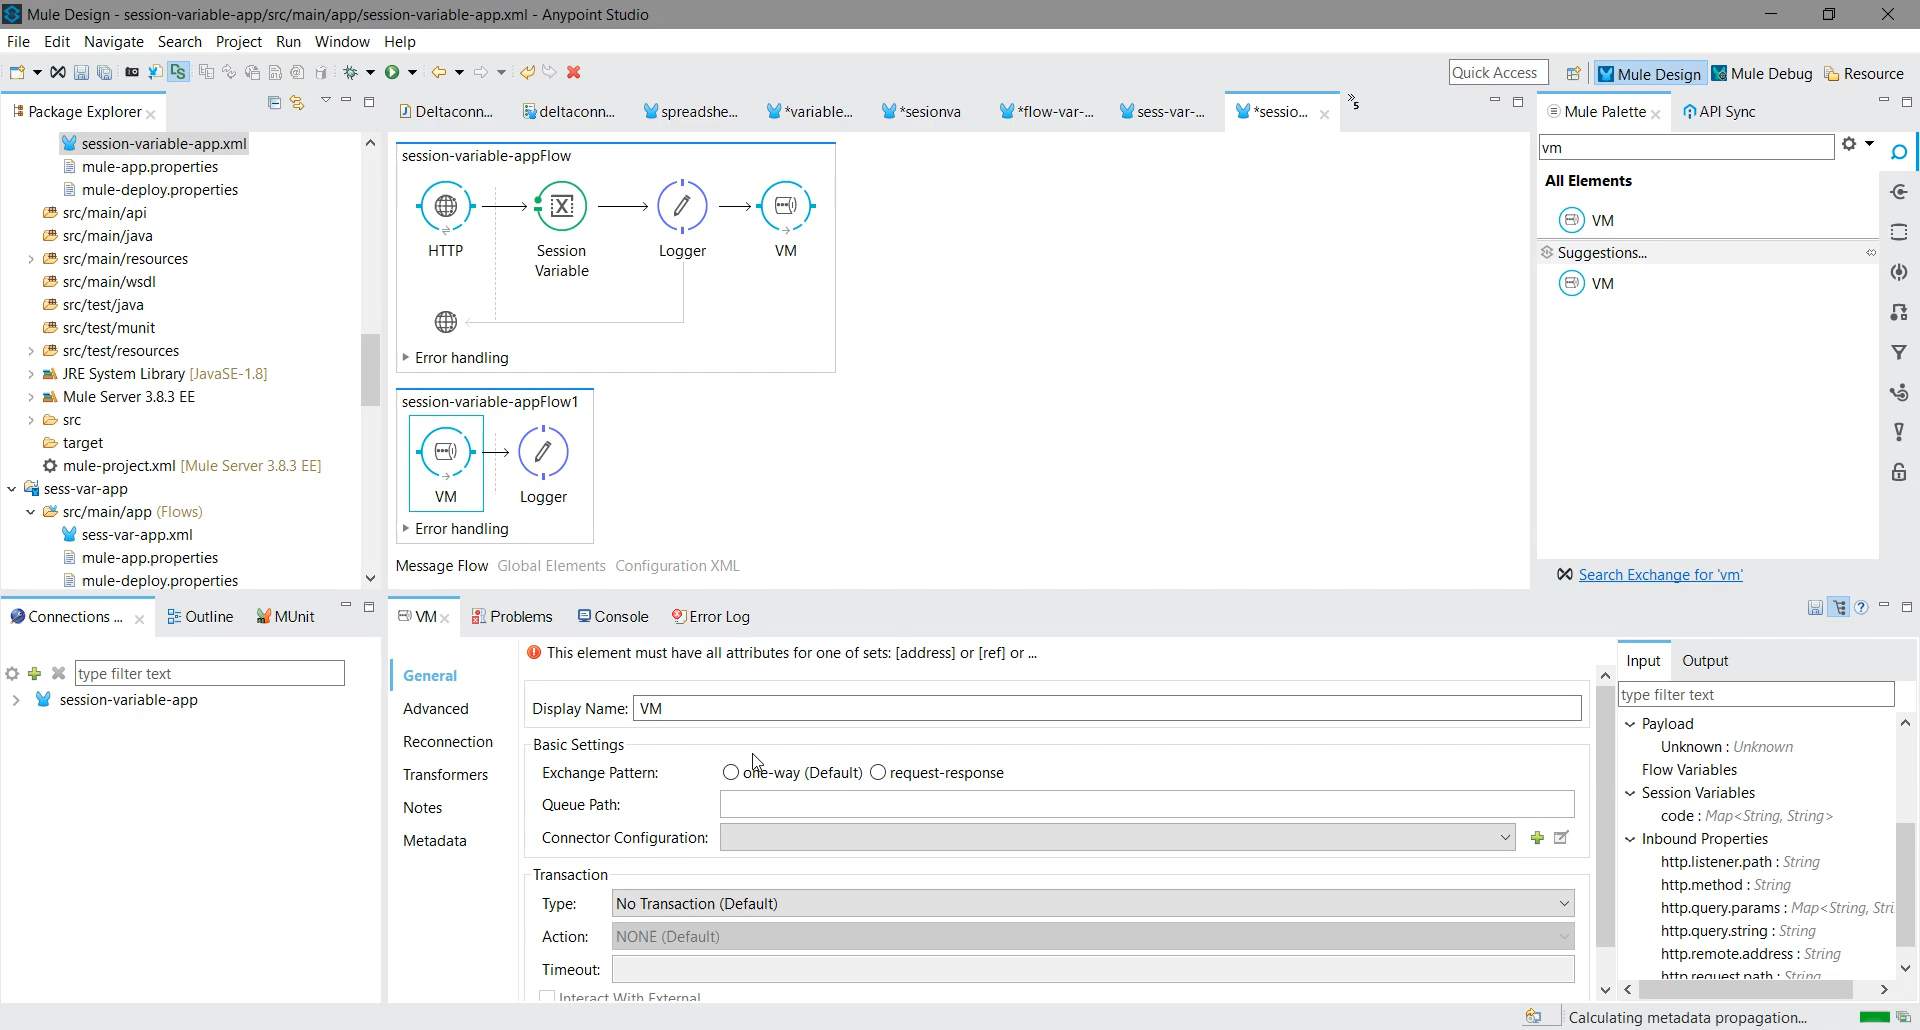 Mule Design - session-variable-app/src/main/app/session-variable-app.xml - Anypoint Studio
File Edit Navigate Search Project Run Window Help
Quick Access
Mule Design
Mule Debug
Resource
Package Explorer
session-variable-app.xml
mule-app.properties
mule-deploy.properties
src/main/api
src/main/java
src/main/resources
src/main/wsdl
src/test/java
src/test/munit
src/test/resources
JRE System Library [JavaSE-1.8]
Mule Server 3.8.3 EE
src
target
mule-project.xml [Mule Server 3.8.3 EE]
sess-var-app
src/main/app (Flows)
sess-var-app.xml
mule-app.properties
mule-deploy.properties
Deltaconn...
deltaconn...
spreadshe...
*variable...
*sesionva
*flow-var-...
sess-var-...
*sessio...
»5
session-variable-appFlow
HTTP
Session Variable
Logger
VM
Error handling
session-variable-appFlow1
VM
Logger
Error handling
Message Flow Global Elements Configuration XML
Mule Palette
API Sync
vm
All Elements
VM
Suggestions...
VM
Search Exchange for 'vm'
Connections ...
Outline
MUnit
type filter text
session-variable-app
VM
Problems
Console
Error Log
This element must have all attributes for one of sets: [address] or [ref] or ...
General
Advanced
Reconnection
Transformers
Notes
Metadata
Display Name: VM
Basic Settings
Exchange Pattern: one-way (Default) request-response
Queue Path:
Connector Configuration:
Transaction
Type: No Transaction (Default)
Action: NONE (Default)
Timeout:
Interact With External
Input
Output
type filter text
Payload
Unknown : Unknown
Flow Variables
Session Variables
code : Map<String, String>
Inbound Properties
http.listener.path : String
http.method : String
http.query.params : Map<String, Stri
http.query.string : String
http.remote.address : String
http.request.path : String
Calculating metadata propagation...